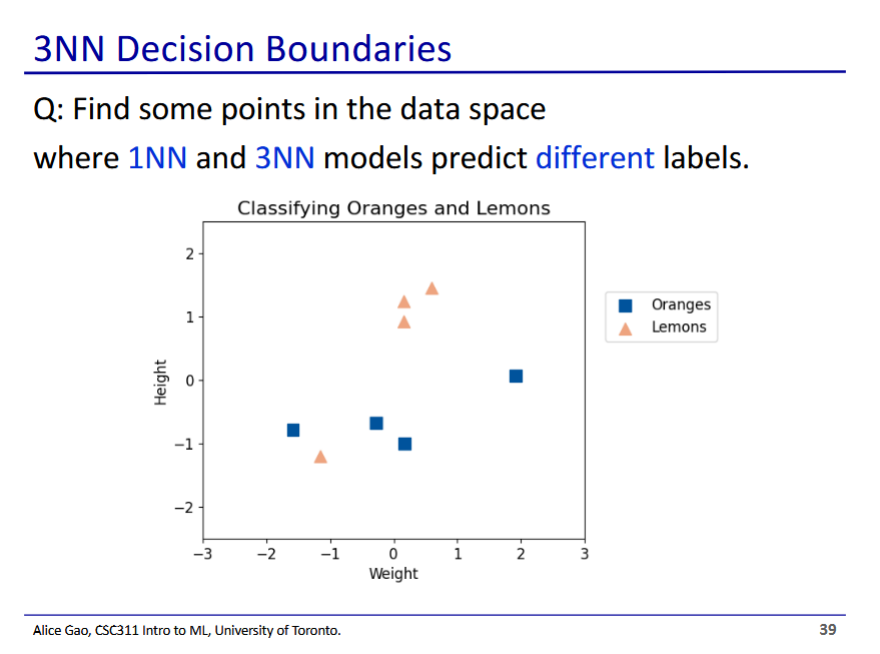 3NN Decision Boundaries
Q: Find some points in the data space
where 1NN and 3NN models predict different labels.
Classifying Oranges and Lemons
2
1
0
−1
−2
Height
−3 −2 −1 0 1 2 3
Weight
Oranges
Lemons
Alice Gao, CSC311 Intro to ML, University of Toronto.
39